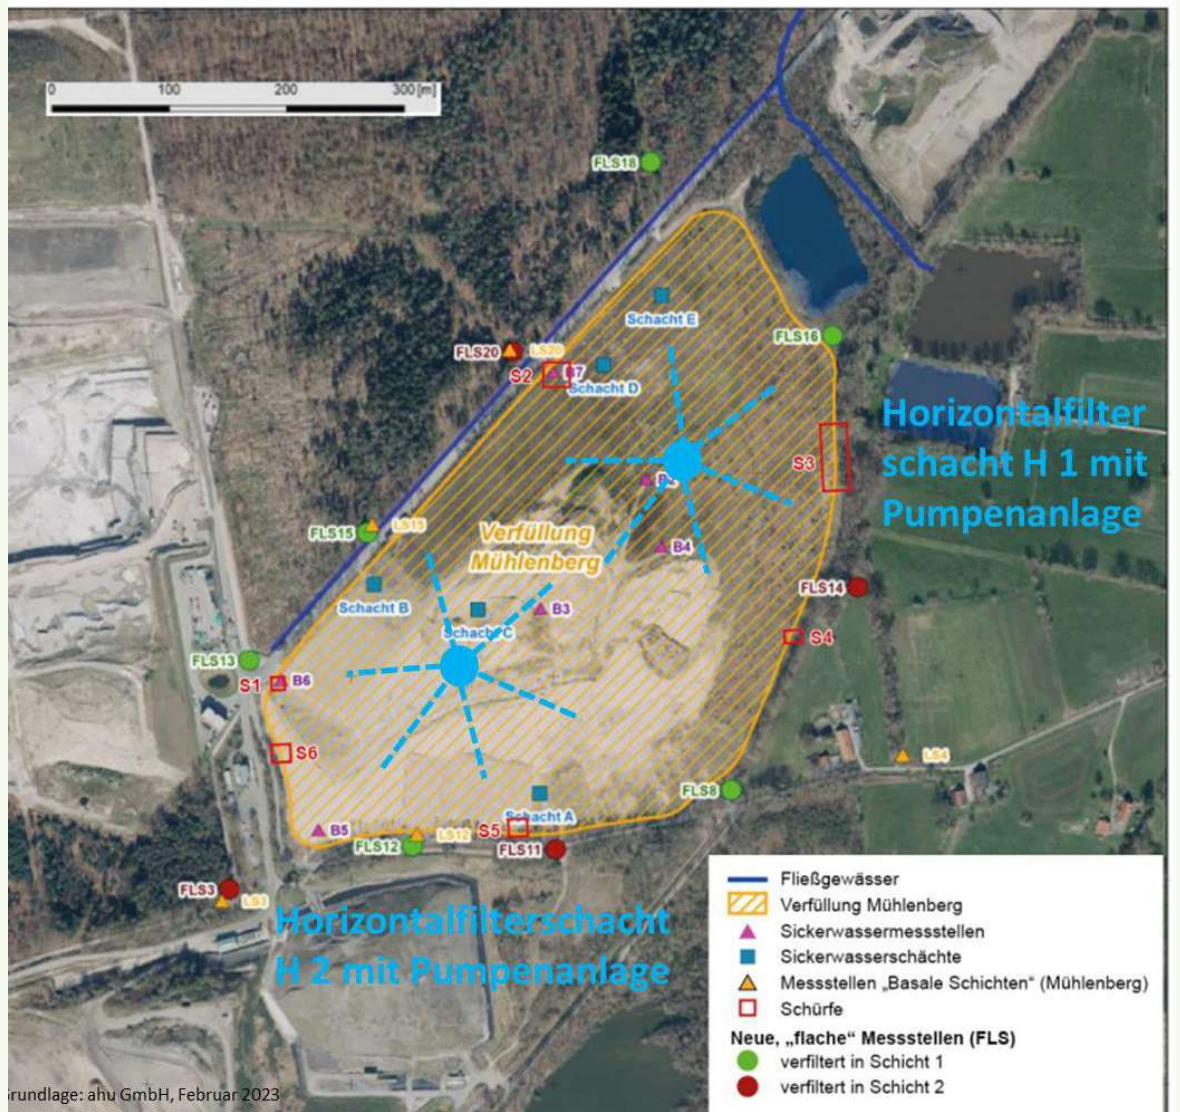 0 100 200 300 [m]
FLS18
Schacht E
FLS16
FLS20
LS20
S2
B7
Schacht D
Horizontalfilter
schacht H 1 mit
Pumpenanlage
S3
B2
FLS15
LS15
Verfüllung
Mühlenberg
B4
FLS14
Schacht B
B3
Schacht C
S4
FLS13
S1
B6
S6
LS4
FLS8
Schacht A
B5
LS12
S5
FLS12
FLS11
FLS3
LS3
Horizontalfilterschacht
H 2 mit Pumpenanlage
Fließgewässer
Verfüllung Mühlenberg
Sickerwassermessstellen
Sickerwasserschächte
Messstellen „Basale Schichten“ (Mühlenberg)
Schürfe
Neue, „flache“ Messstellen (FLS)
verfiltert in Schicht 1
verfiltert in Schicht 2
rundlage: ahu GmbH, Februar 2023